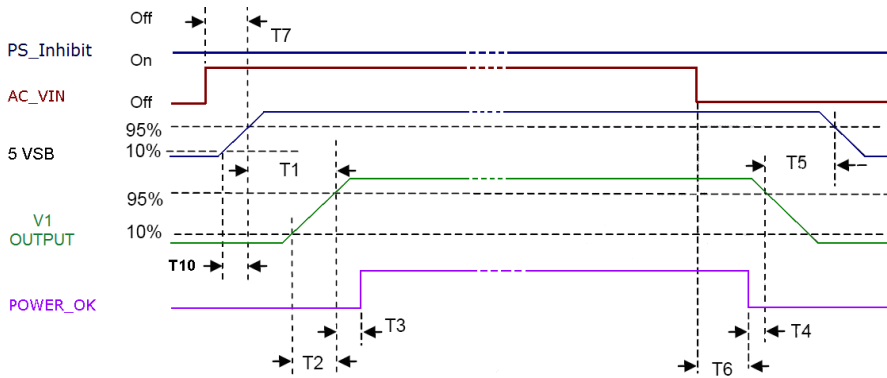 Off
T7
PS_Inhibit
On
AC_VIN
Off
95%
5 VSB
10%
T1
T5
95%
V1
OUTPUT
10%
T10
POWER_OK
T3
T4
T2
T6